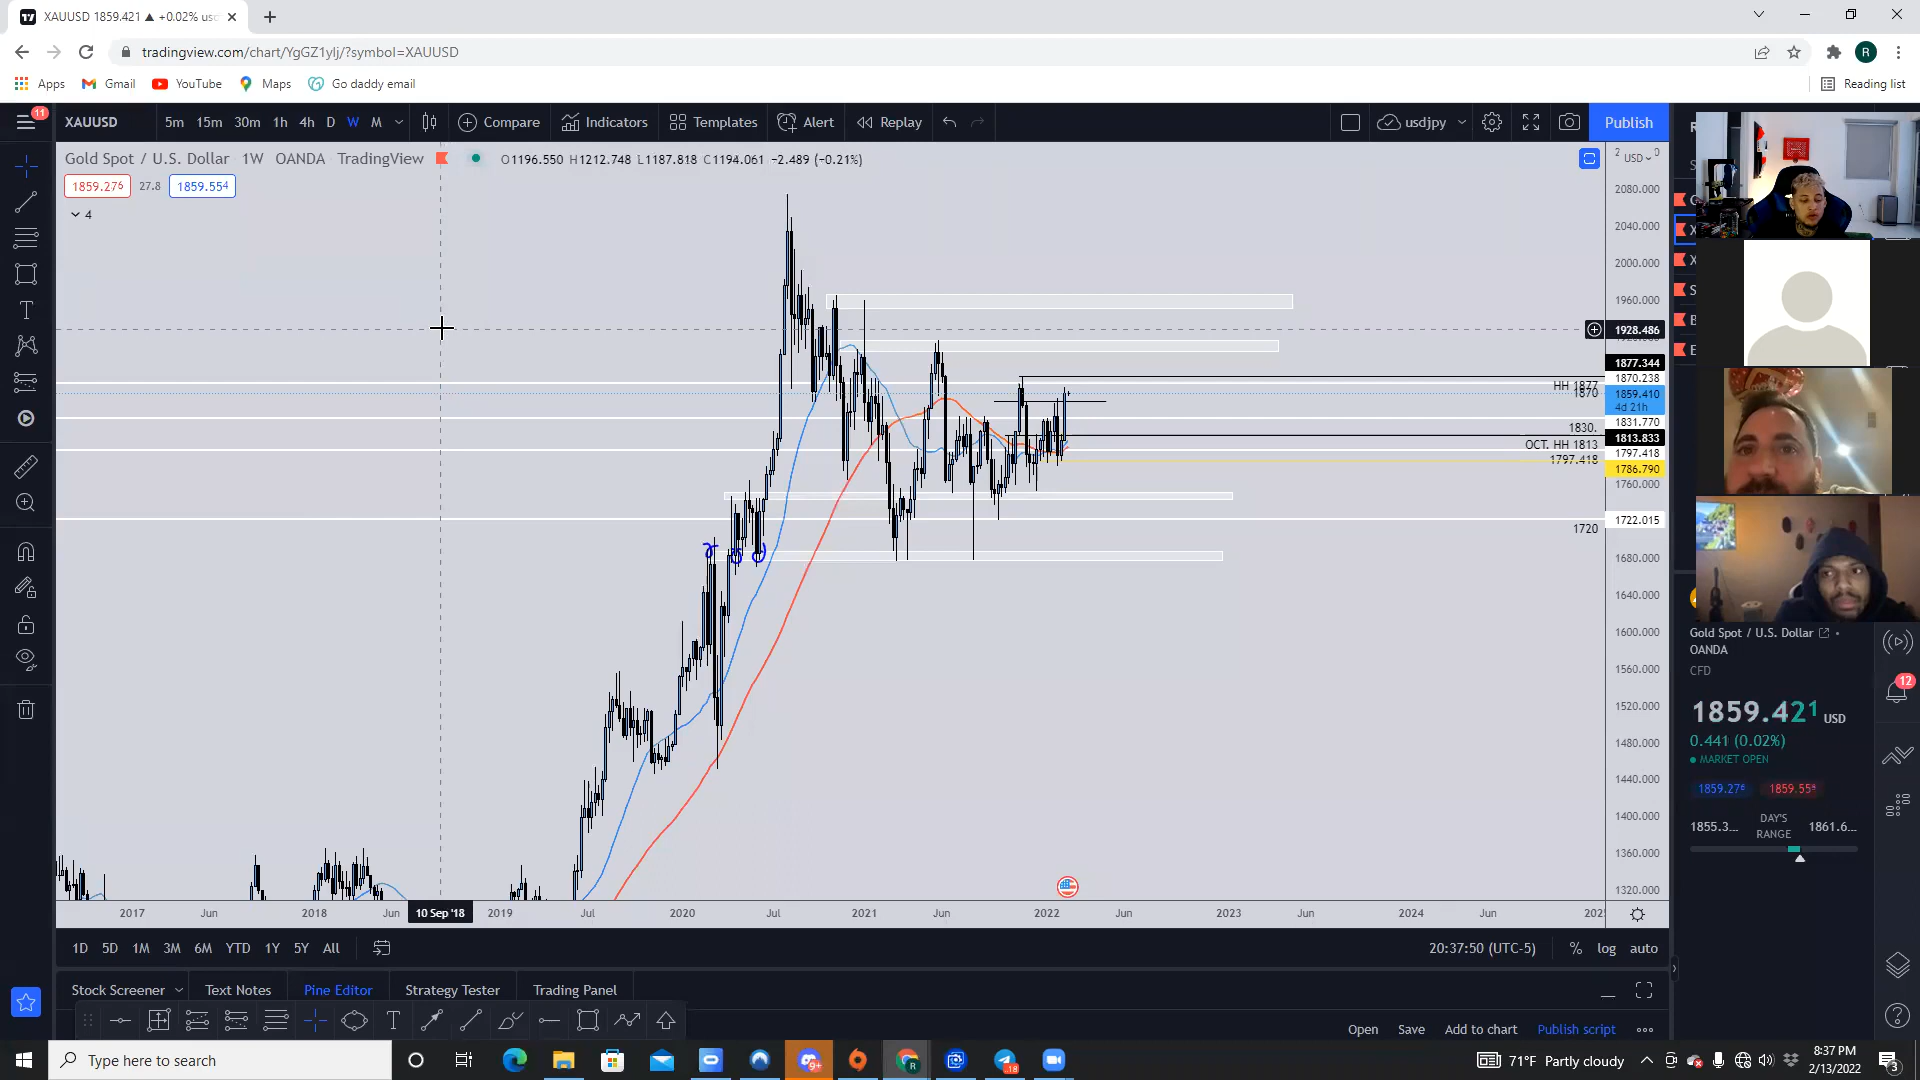 XAUUSD 1859.421 ▲ +0.02% usd
tradingview.com/chart/YgGZ1ylj/?symbol=XAUUSD
R
Apps Gmail YouTube Maps Go daddy email Reading list
11
XAUUSD 5m 15m 30m 1h 4h D W M Compare Indicators Templates Alert Replay usdjpy Publish
Gold Spot / U.S. Dollar · 1W OANDA TradingView O1196.550 H1212.748 L1187.818 C1194.061 −2.489 (−0.21%)
USD
1859.276 27.8 1859.554
4
2080.000
2040.000
2000.000
1960.000
1928.486
1877.344
HH 1877
1870.238
1870
1859.410
4d 21h
1831.770
1830.
1813.833
OCT. HH 1813
1797.418
1797.418
1786.790
1760.000
1722.015
1720
1680.000
1640.000
1600.000
1560.000
1520.000
1480.000
1440.000
1400.000
1360.000
1320.000
2017 Jun 2018 Jun 10 Sep '18 2019 Jul 2020 Jul 2021 Jun 2022 Jun 2023 Jun 2024 Jun
1D 5D 1M 3M 6M YTD 1Y 5Y All 20:37:50 (UTC-5) % log auto
Stock Screener Text Notes Pine Editor Strategy Tester Trading Panel
Open Save Add to chart Publish script
Gold Spot / U.S. Dollar
OANDA
CFD
12
1859.421 USD
0.441 (0.02%)
MARKET OPEN
1859.276 1859.558
1855.3... DAY'S RANGE 1861.6...
Type here to search
9+
18
71°F Partly cloudy
8:37 PM
2/13/2022
3